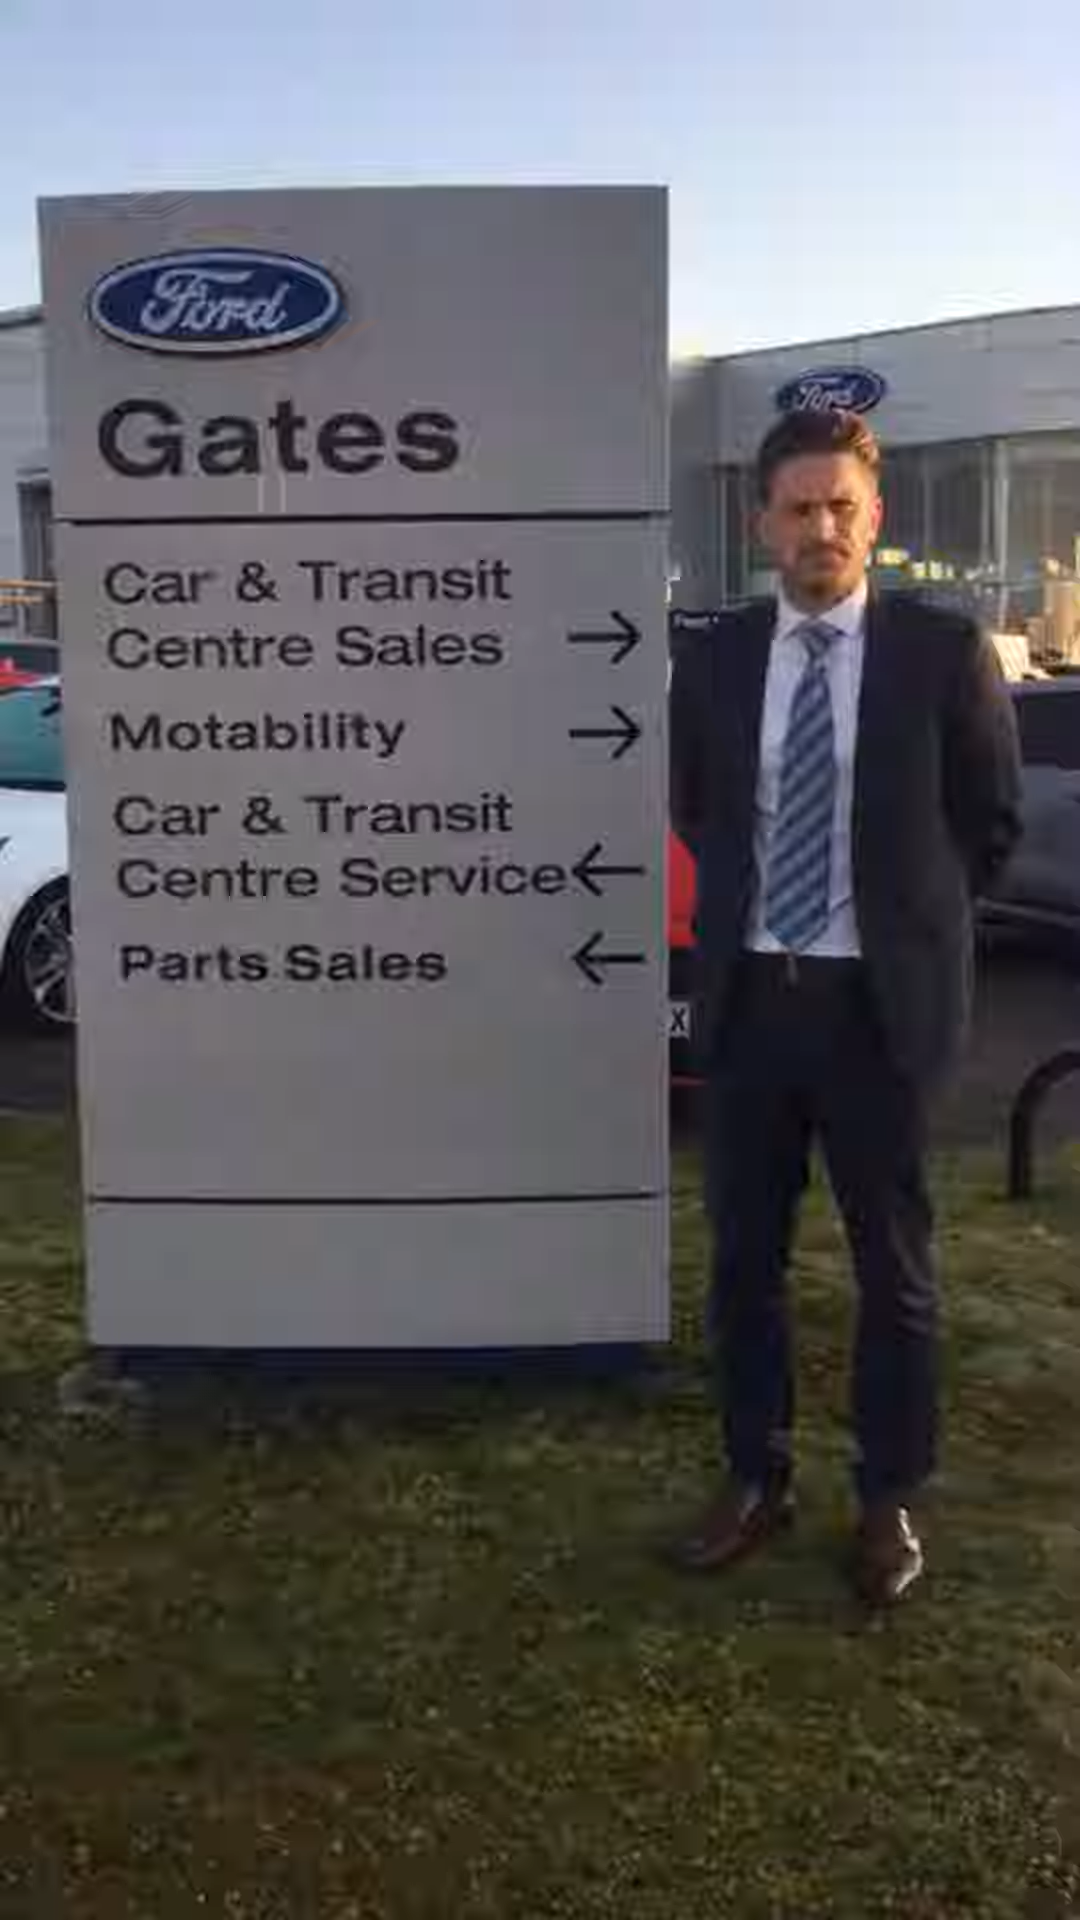 Ford
Gates
Car & Transit
Centre Sales →
Motability →
Car & Transit
Centre Service←
Parts Sales ←
Ford
X